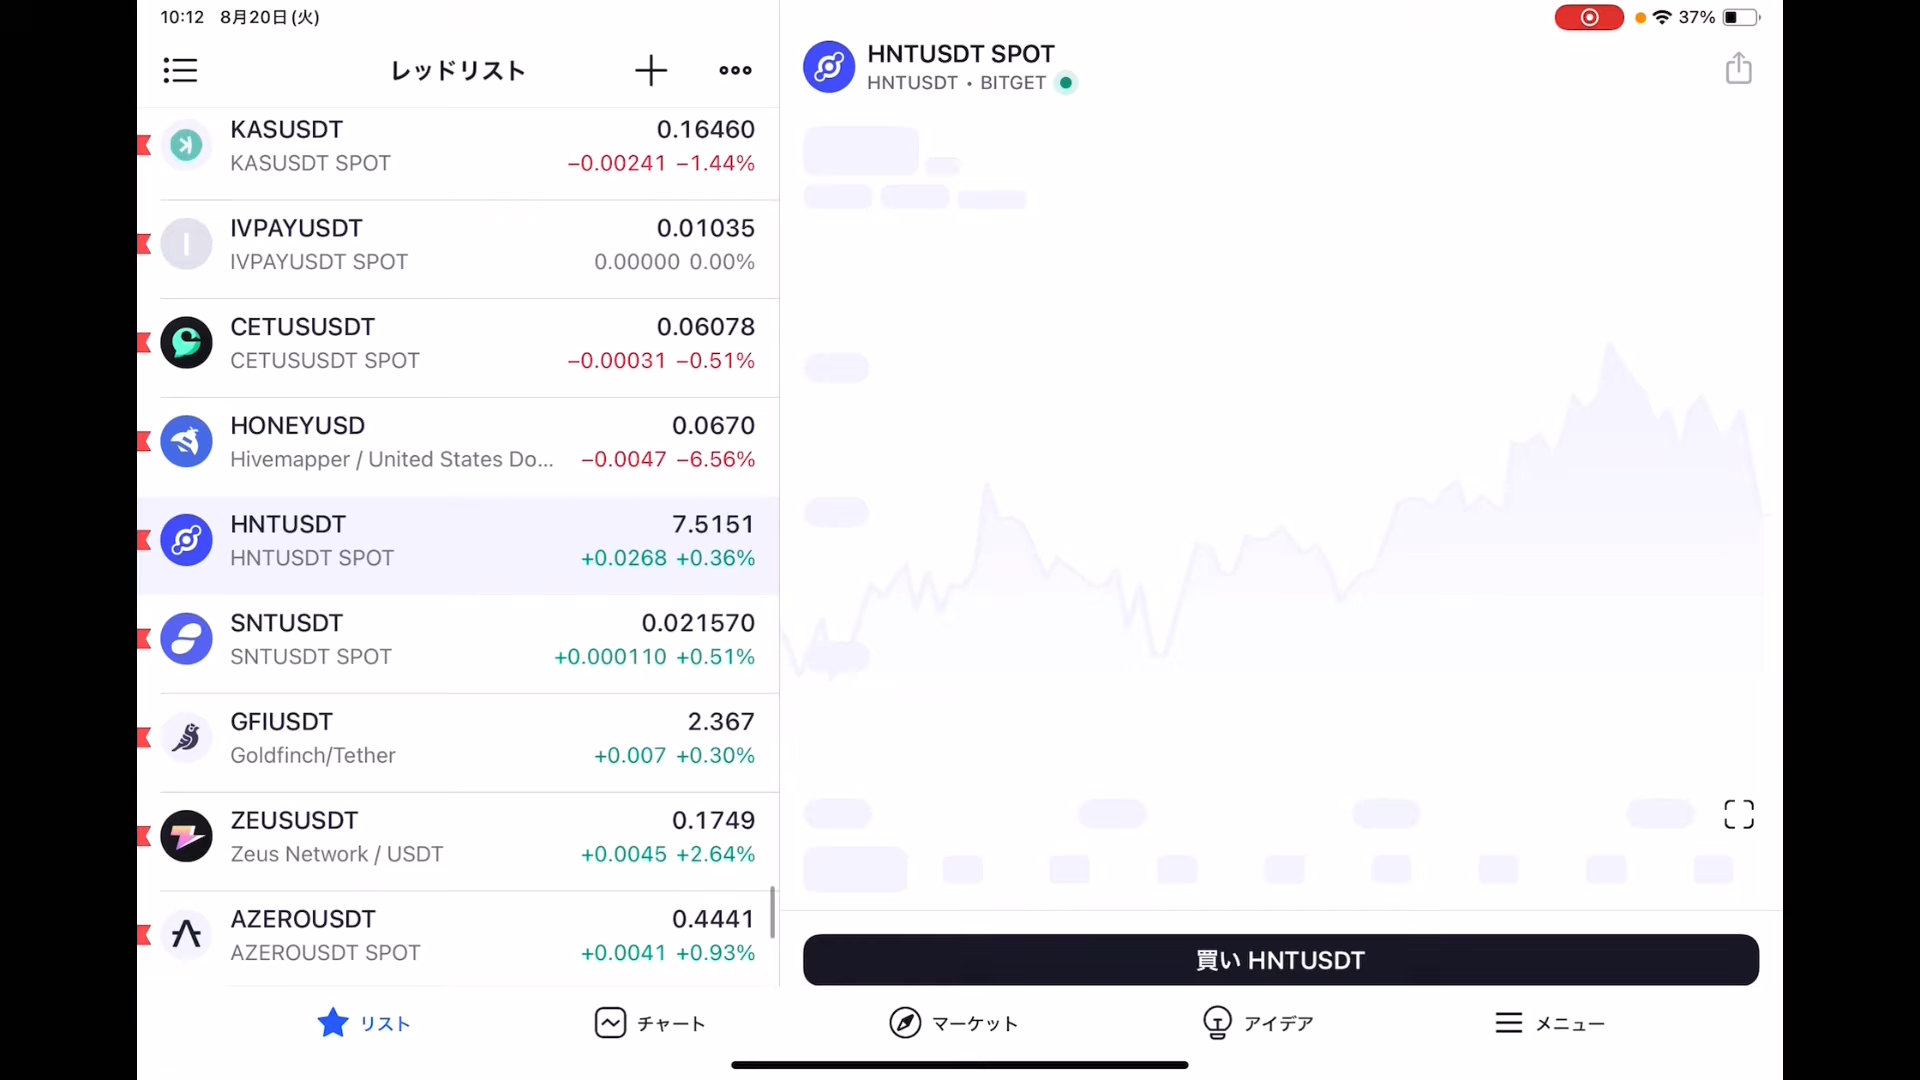 10:12 8月20日(火)
37%
レッドリスト
KASUSDT 0.16460
KASUSDT SPOT −0.00241 −1.44%
IVPAYUSDT 0.01035
IVPAYUSDT SPOT 0.00000 0.00%
CETUSUSDT 0.06078
CETUSUSDT SPOT −0.00031 −0.51%
HONEYUSD 0.0670
Hivemapper / United States Do... −0.0047 −6.56%
HNTUSDT 7.5151
HNTUSDT SPOT +0.0268 +0.36%
SNTUSDT 0.021570
SNTUSDT SPOT +0.000110 +0.51%
GFIUSDT 2.367
Goldfinch/Tether +0.007 +0.30%
ZEUSUSDT 0.1749
Zeus Network / USDT +0.0045 +2.64%
AZEROUSDT 0.4441
AZEROUSDT SPOT +0.0041 +0.93%
HNTUSDT SPOT
HNTUSDT • BITGET
買い HNTUSDT
リスト チャート マーケット アイデア メニュー